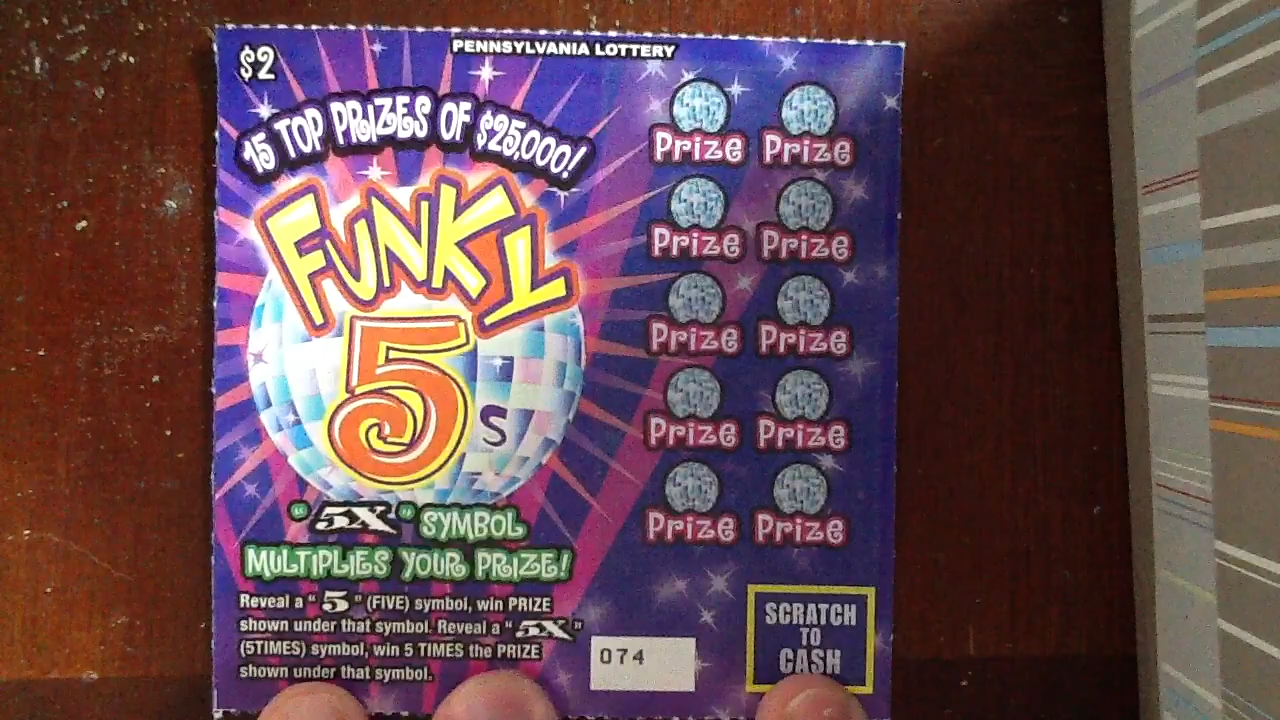 PENNSYLVANIA LOTTERY
$2
15 TOP PRIZES OF $25,000!
FUNKY
5s
"5X" SYMBOL
MULTIPLIES YOUR PRIZE!
Reveal a "5" (FIVE) symbol, win PRIZE
shown under that symbol. Reveal a "5X"
(5TIMES) symbol, win 5 TIMES the PRIZE
shown under that symbol.
Prize Prize
Prize Prize
Prize Prize
Prize Prize
Prize Prize
074
SCRATCH
TO
CASH